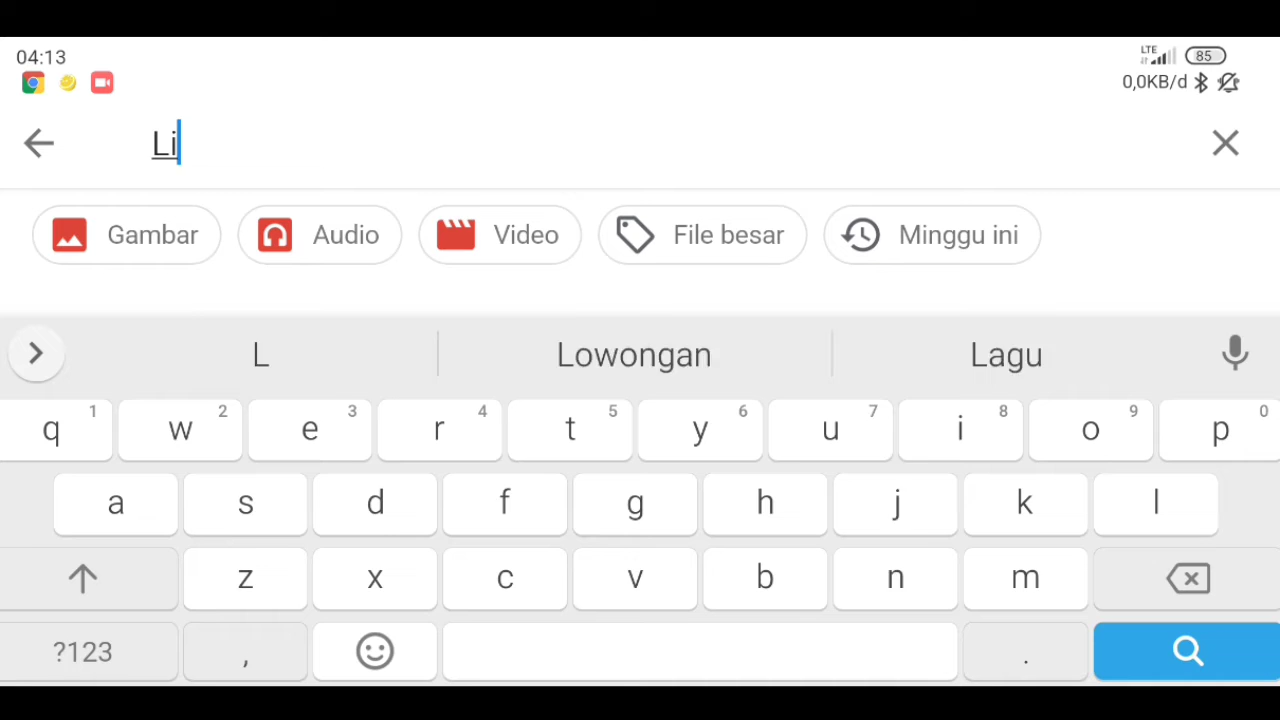 04:13
LTE
85
0,0KB/d
Li
Gambar Audio Video File besar Minggu ini
L Lowongan Lagu
q 1 w 2 e 3 r 4 t 5 y 6 u 7 i 8 o 9 p 0
a s d f g h j k l
z x c v b n m
?123 , .